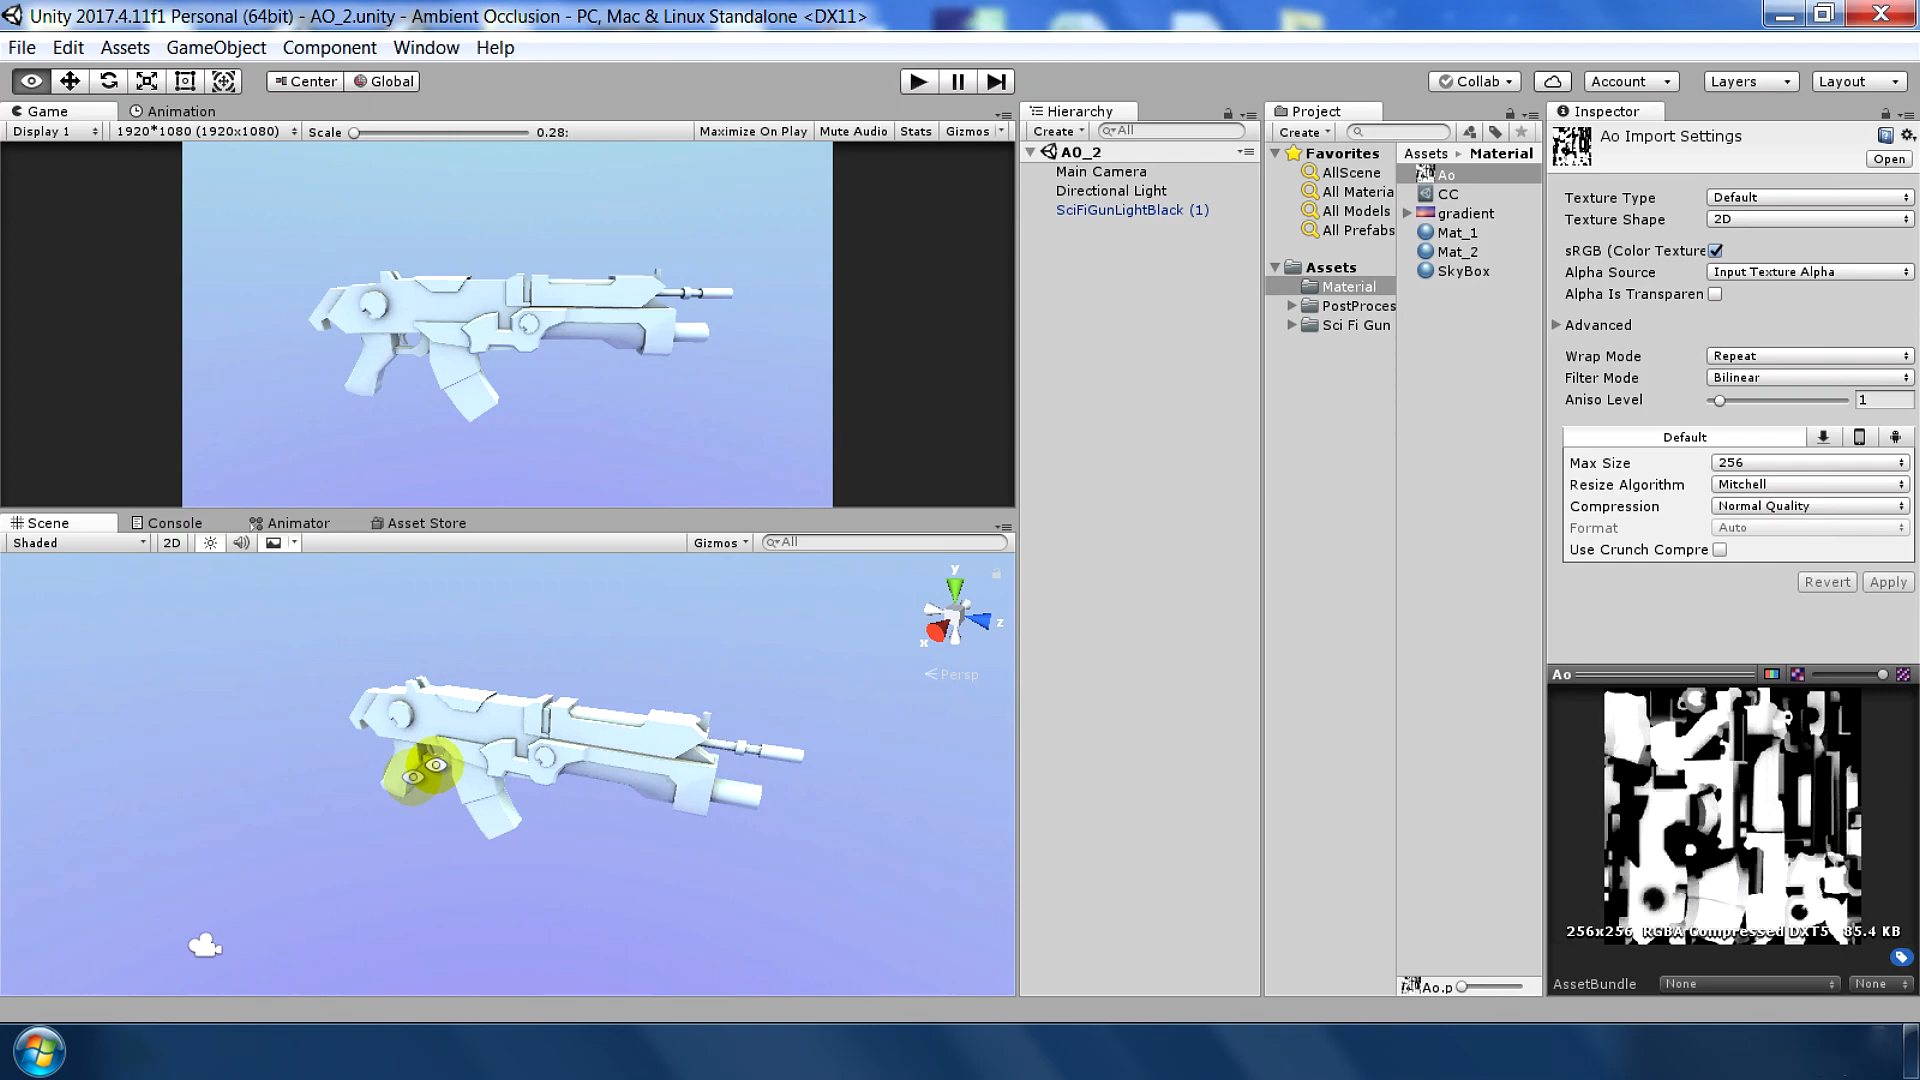 Unity 2017.4.11f1 Personal (64bit) - AO_2.unity - Ambient Occlusion - PC, Mac & Linux Standalone <DX11>
File Edit Assets GameObject Component Window Help
Center Global Collab Account Layers Layout
Game Animation
Display 1 1920*1080 (1920x1080) Scale 0.28: Maximize On Play Mute Audio Stats Gizmos
Hierarchy
Create All
AO_2
Main Camera
Directional Light
SciFiGunLightBlack (1)
Project
Create
Favorites
AllScene
All Materia
All Models
All Prefabs
Assets
Material
PostProces
Sci Fi Gun
Assets Material
Ao
CC
gradient
Mat_1
Mat_2
SkyBox
Ao.p
Inspector
Ao Import Settings
Open
Texture Type Default
Texture Shape 2D
sRGB (Color Texture
Alpha Source Input Texture Alpha
Alpha Is Transparen
Advanced
Wrap Mode Repeat
Filter Mode Bilinear
Aniso Level 1
Default
Max Size 256
Resize Algorithm Mitchell
Compression Normal Quality
Format Auto
Use Crunch Compre
Revert Apply
Ao
256x256 RGBA Compressed DXT5 85.4 KB
AssetBundle None None
Scene Console Animator Asset Store
Shaded 2D Gizmos All
y
z
x
Persp